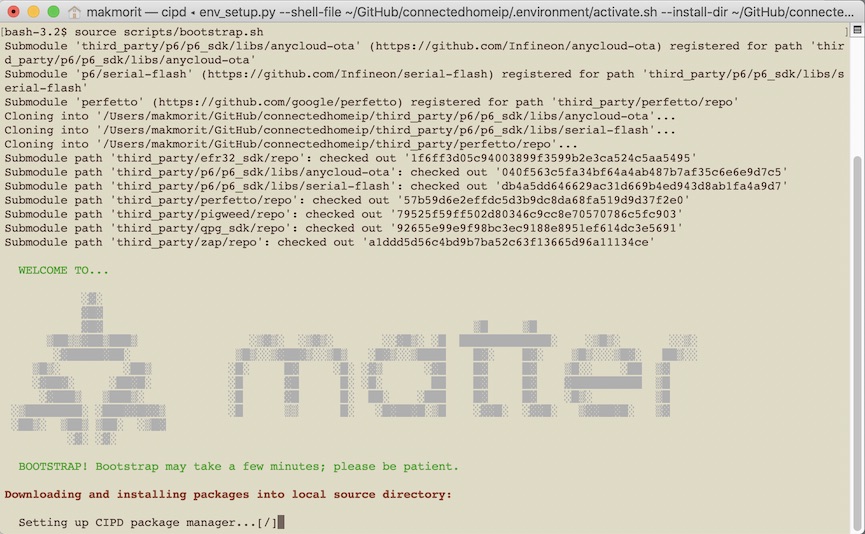 makmorit — cipd ◂ env_setup.py --shell-file ~/GitHub/connectedhomeip/.environment/activate.sh --install-dir ~/GitHub/connecte...
[bash-3.2$ source scripts/bootstrap.sh ]
Submodule 'third_party/p6/p6_sdk/libs/anycloud-ota' (https://github.com/Infineon/anycloud-ota) registered for path 'thir
d_party/p6/p6_sdk/libs/anycloud-ota'
Submodule 'p6/serial-flash' (https://github.com/Infineon/serial-flash) registered for path 'third_party/p6/p6_sdk/libs/s
erial-flash'
Submodule 'perfetto' (https://github.com/google/perfetto) registered for path 'third_party/perfetto/repo'
Cloning into '/Users/makmorit/GitHub/connectedhomeip/third_party/p6/p6_sdk/libs/anycloud-ota'...
Cloning into '/Users/makmorit/GitHub/connectedhomeip/third_party/p6/p6_sdk/libs/serial-flash'...
Cloning into '/Users/makmorit/GitHub/connectedhomeip/third_party/perfetto/repo'...
Submodule path 'third_party/efr32_sdk/repo': checked out '1f6ff3d05c94003899f3599b2e3ca524c5aa5495'
Submodule path 'third_party/p6/p6_sdk/libs/anycloud-ota': checked out '040f563c5fa34bf64a4ab487b7af35c6e6e9d7c5'
Submodule path 'third_party/p6/p6_sdk/libs/serial-flash': checked out 'db4a5dd646629ac31d669b4ed943d8ab1fa4a9d7'
Submodule path 'third_party/perfetto/repo': checked out '57b59d6e2effdc5d3b9dc8da68fa519d9d37f2e0'
Submodule path 'third_party/pigweed/repo': checked out '79525f59ff502d80346c9cc8e70570786c5fc903'
Submodule path 'third_party/qpg_sdk/repo': checked out '92655e99e9f98bc3ec9188e8951ef614dc3e5691'
Submodule path 'third_party/zap/repo': checked out 'a1ddd5d56c4bd9b7ba52c63f13665d96a11134ce'
WELCOME TO...
matter
BOOTSTRAP! Bootstrap may take a few minutes; please be patient.
Downloading and installing packages into local source directory:
Setting up CIPD package manager...[/]